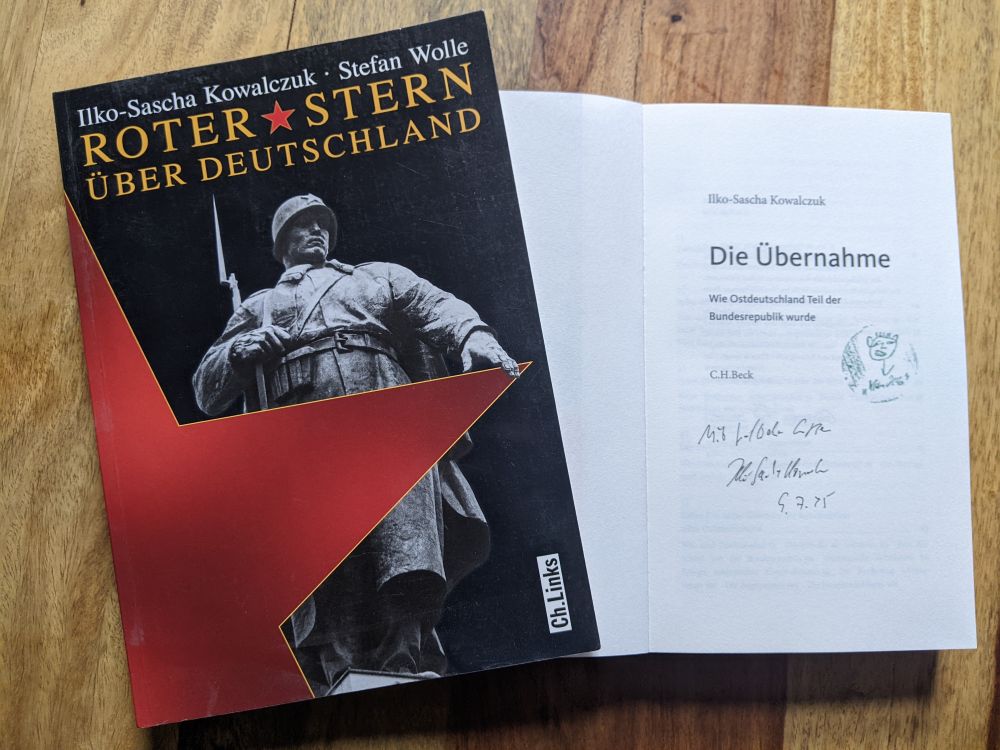 Ilko-Sascha Kowalczuk · Stefan Wolle
ROTER STERN
ÜBER DEUTSCHLAND
Ch.Links
Ilko-Sascha Kowalczuk
Die Übernahme
Wie Ostdeutschland Teil der
Bundesrepublik wurde
C.H.Beck
Mit